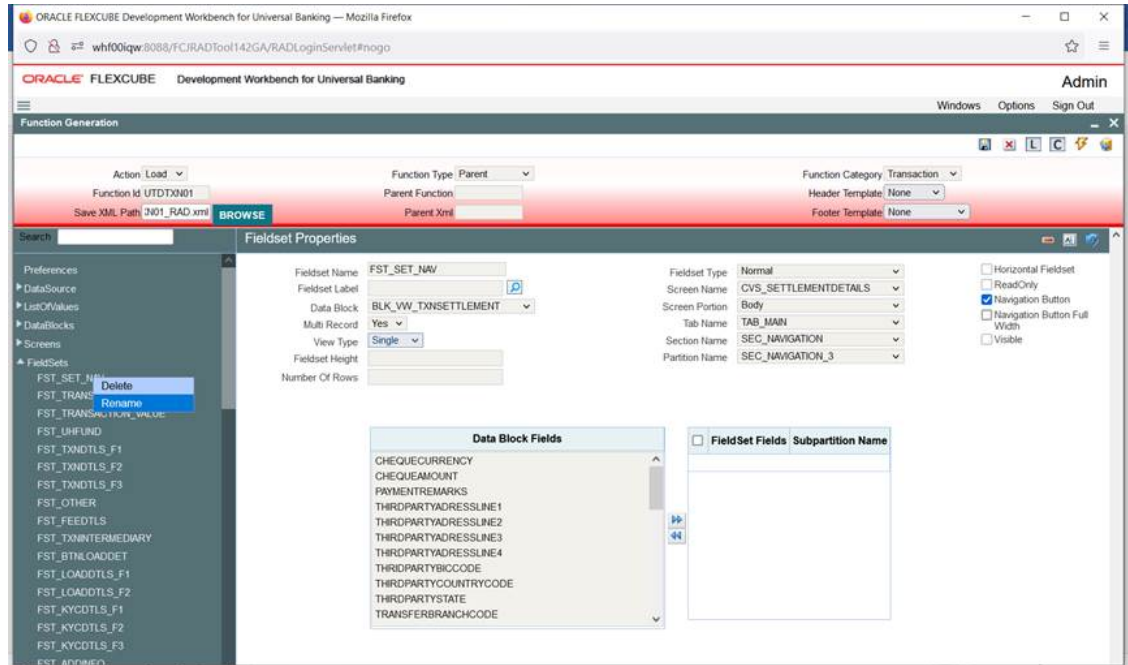 ORACLE FLEXCUBE Development Workbench for Universal Banking — Mozilla Firefox
whf00iqw:8088/FCJRADTool142GA/RADLoginServlet#nogo
ORACLE FLEXCUBE Development Workbench for Universal Banking Admin
Windows Options Sign Out
Function Generation
L C
Action Load Function Type Parent Function Category Transaction
Function Id UTDTXN01 Parent Function Header Template None
Save XML Path N01_RAD.xml BROWSE Parent Xml Footer Template None
Search Fieldset Properties
Preferences
DataSource
ListOfValues
DataBlocks
Screens
FieldSets
FST_SET_NAV
Delete
Rename
FST_TRANS
FST_TRANSACTION_VALUE
FST_UHFUND
FST_TXNDTLS_F1
FST_TXNDTLS_F2
FST_TXNDTLS_F3
FST_OTHER
FST_FEEDTLS
FST_TXNINTERMEDIARY
FST_BTNLOADDET
FST_LOADDTLS_F1
FST_LOADDTLS_F2
FST_KYCDTLS_F1
FST_KYCDTLS_F2
FST_KYCDTLS_F3
FST_ADDINFO
Fieldset Name FST_SET_NAV
Fieldset Label
Data Block BLK_VW_TXNSETTLEMENT
Multi Record Yes
View Type Single
Fieldset Height
Number Of Rows
Fieldset Type Normal
Screen Name CVS_SETTLEMENTDETAILS
Screen Portion Body
Tab Name TAB_MAIN
Section Name SEC_NAVIGATION
Partition Name SEC_NAVIGATION_3
Horizontal Fieldset
ReadOnly
Navigation Button
Navigation Button Full
Width
Visible
Data Block Fields
CHEQUECURRENCY
CHEQUEAMOUNT
PAYMENTREMARKS
THIRDPARTYADRESSLINE1
THIRDPARTYADRESSLINE2
THIRDPARTYADRESSLINE3
THIRDPARTYADRESSLINE4
THRIDPARTYBICCODE
THIRDPARTYCOUNTRYCODE
THIRDPARTYSTATE
TRANSFERBRANCHCODE
FieldSet Fields Subpartition Name